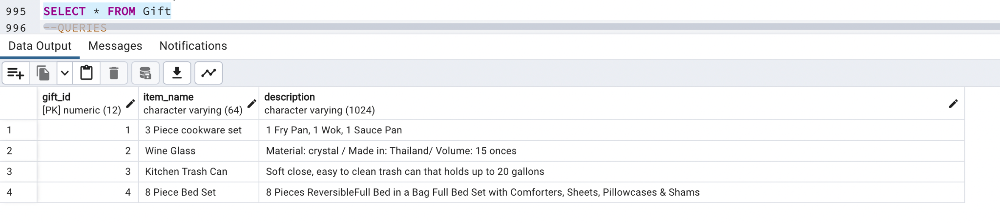 995 SELECT * FROM Gift
996 --QUERIES
Data Output Messages Notifications
gift_id item_name description
[PK] numeric (12) character varying (64) character varying (1024)
1 1 3 Piece cookware set 1 Fry Pan, 1 Wok, 1 Sauce Pan
2 2 Wine Glass Material: crystal / Made in: Thailand/ Volume: 15 onces
3 3 Kitchen Trash Can Soft close, easy to clean trash can that holds up to 20 gallons
4 4 8 Piece Bed Set 8 Pieces ReversibleFull Bed in a Bag Full Bed Set with Comforters, Sheets, Pillowcases & Shams